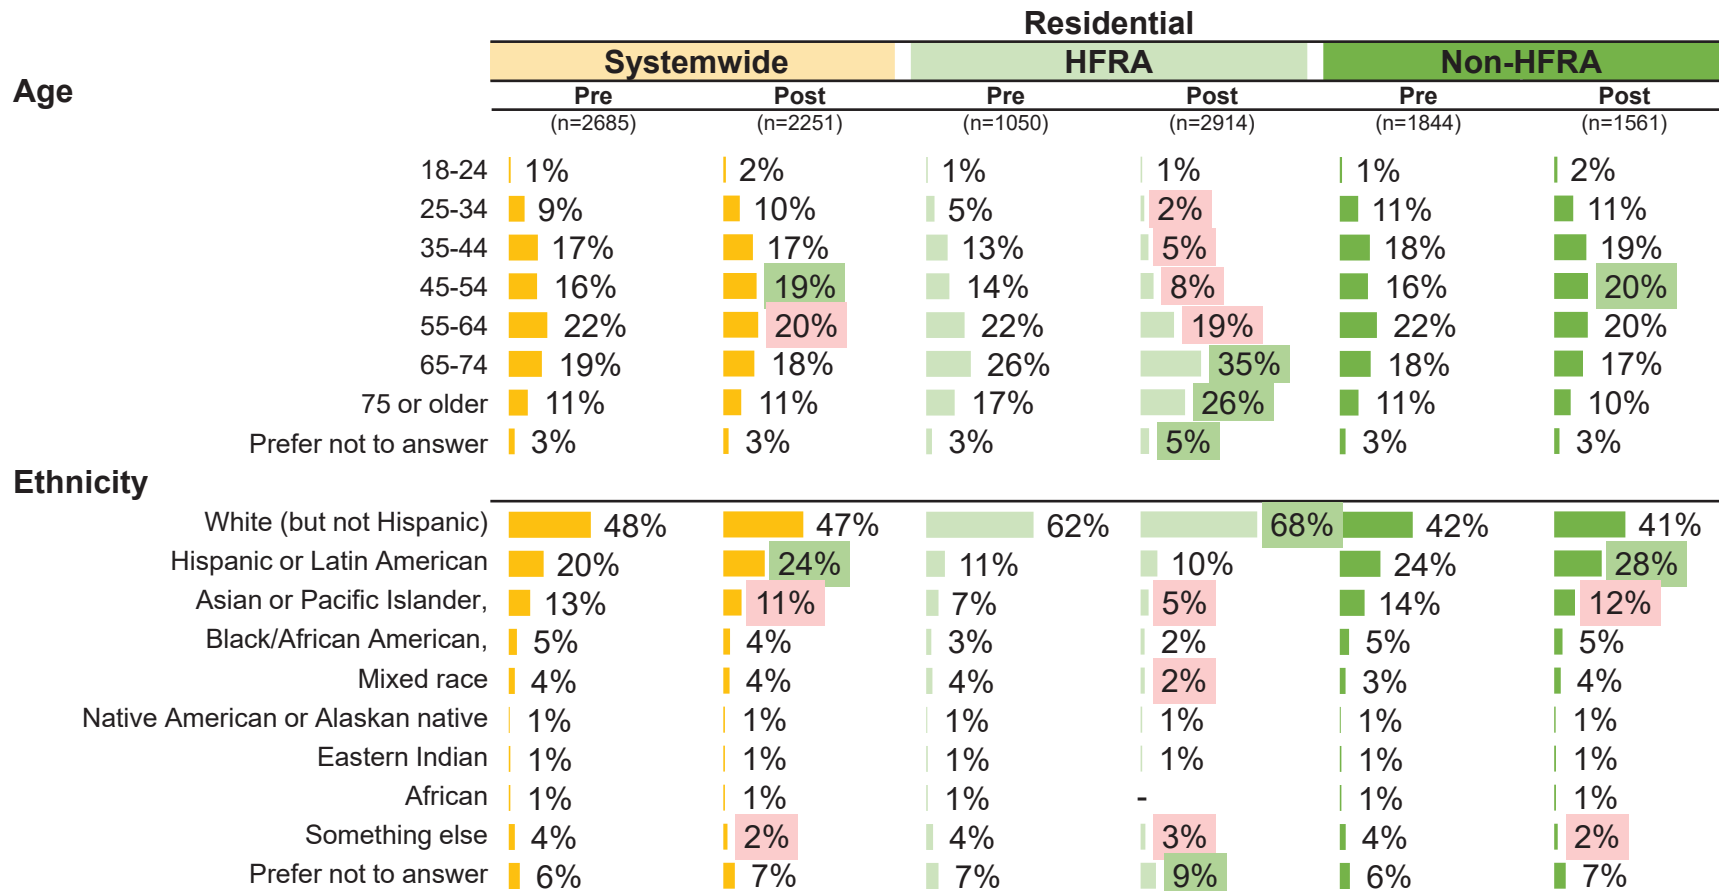 Residential
Systemwide HFRA Non-HFRA
Age
Pre Post Pre Post Pre Post
(n=2685) (n=2251) (n=1050) (n=2914) (n=1844) (n=1561)
18-24 1% 2% 1% 1% 1% 2%
25-34 9% 10% 5% 2% 11% 11%
35-44 17% 17% 13% 5% 18% 19%
45-54 16% 19% 14% 8% 16% 20%
55-64 22% 20% 22% 19% 22% 20%
65-74 19% 18% 26% 35% 18% 17%
75 or older 11% 11% 17% 26% 11% 10%
Prefer not to answer 3% 3% 3% 5% 3% 3%
Ethnicity
White (but not Hispanic) 48% 47% 62% 68% 42% 41%
Hispanic or Latin American 20% 24% 11% 10% 24% 28%
Asian or Pacific Islander, 13% 11% 7% 5% 14% 12%
Black/African American, 5% 4% 3% 2% 5% 5%
Mixed race 4% 4% 4% 2% 3% 4%
Native American or Alaskan native 1% 1% 1% 1% 1% 1%
Eastern Indian 1% 1% 1% 1% 1% 1%
African 1% 1% 1% - 1% 1%
Something else 4% 2% 4% 3% 4% 2%
Prefer not to answer 6% 7% 7% 9% 6% 7%